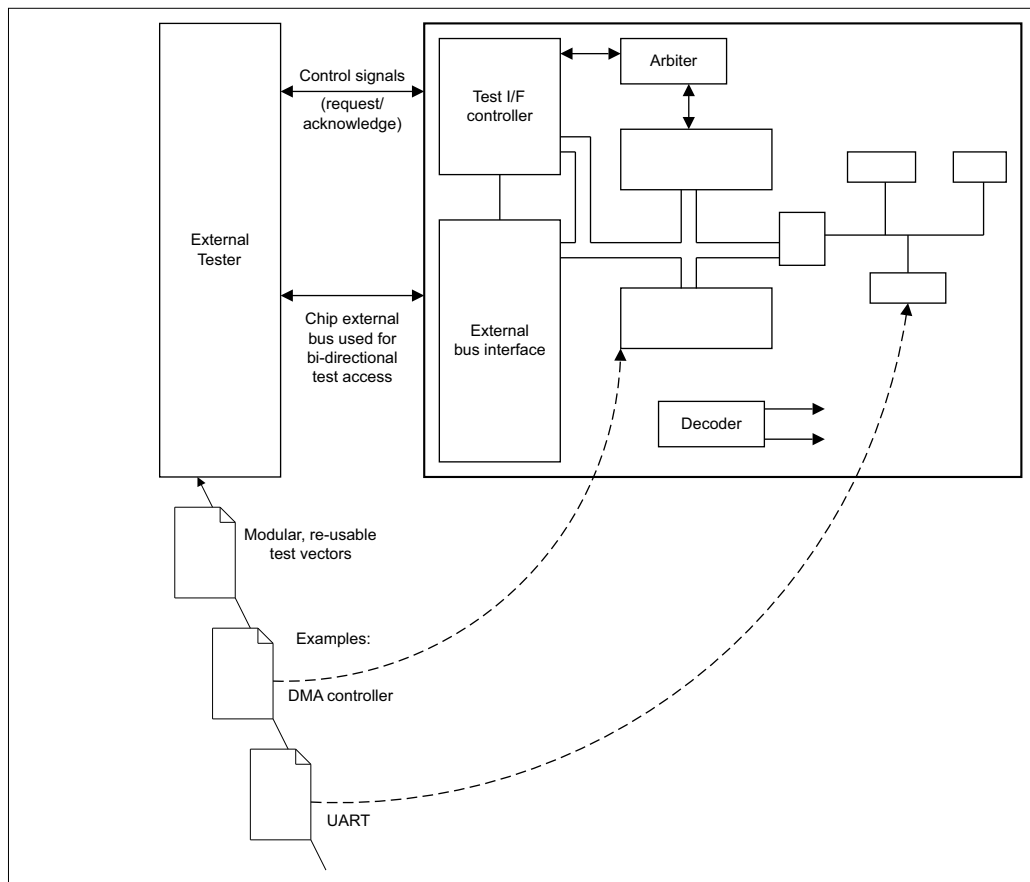 Control signals
(request/
acknowledge)
Test I/F
controller
Arbiter
External
Tester
Chip external
bus used for
bi-directional
test access
External
bus interface
Decoder
Modular, re-usable
test vectors
Examples:
DMA controller
UART